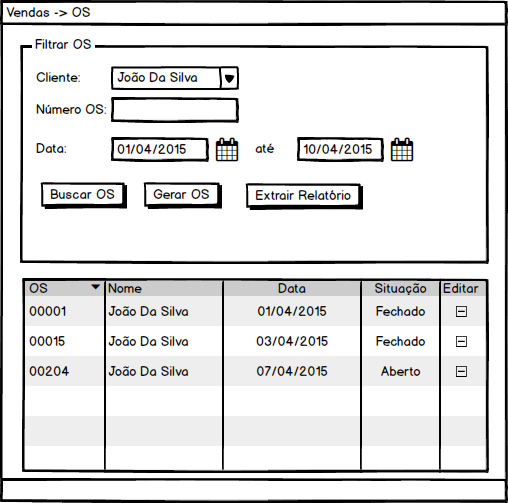 Vendas -> OS
Filtrar OS
Cliente: João Da Silva
Número OS:
Data: 01/04/2015 até 10/04/2015
Buscar OS Gerar OS Extrair Relatório
OS Nome Data Situação Editar
00001 João Da Silva 01/04/2015 Fechado
00015 João Da Silva 03/04/2015 Fechado
00204 João Da Silva 07/04/2015 Aberto